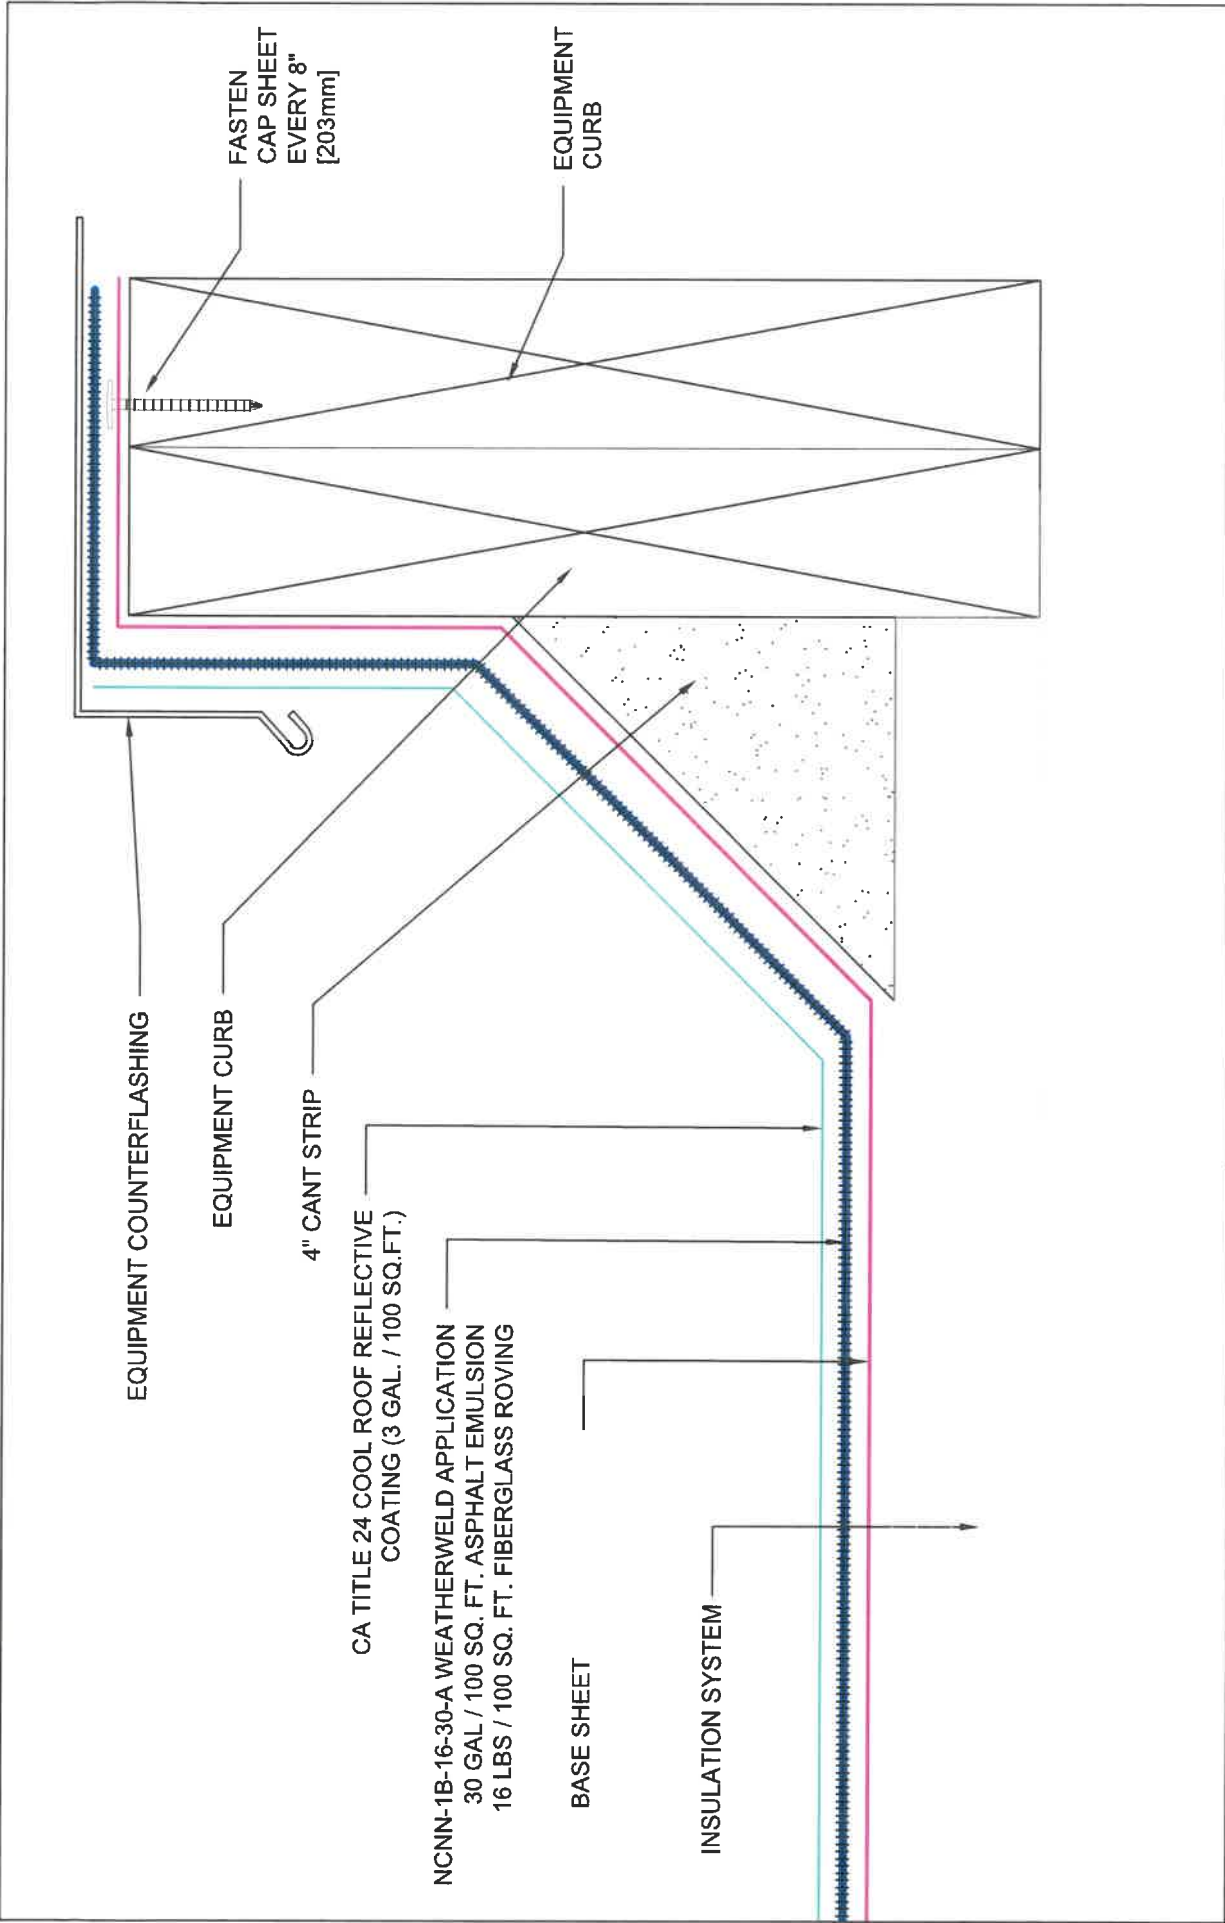 EQUIPMENT COUNTERFLASHING
EQUIPMENT CURB
4" CANT STRIP
CA TITLE 24 COOL ROOF REFLECTIVE
COATING (3 GAL. / 100 SQ.FT.)
NCNN-1B-16-30-A WEATHERWELD APPLICATION
30 GAL / 100 SQ. FT. ASPHALT EMULSION
16 LBS / 100 SQ. FT. FIBERGLASS ROVING
BASE SHEET
INSULATION SYSTEM
FASTEN
CAP SHEET
EVERY 8"
[203mm]
EQUIPMENT
CURB